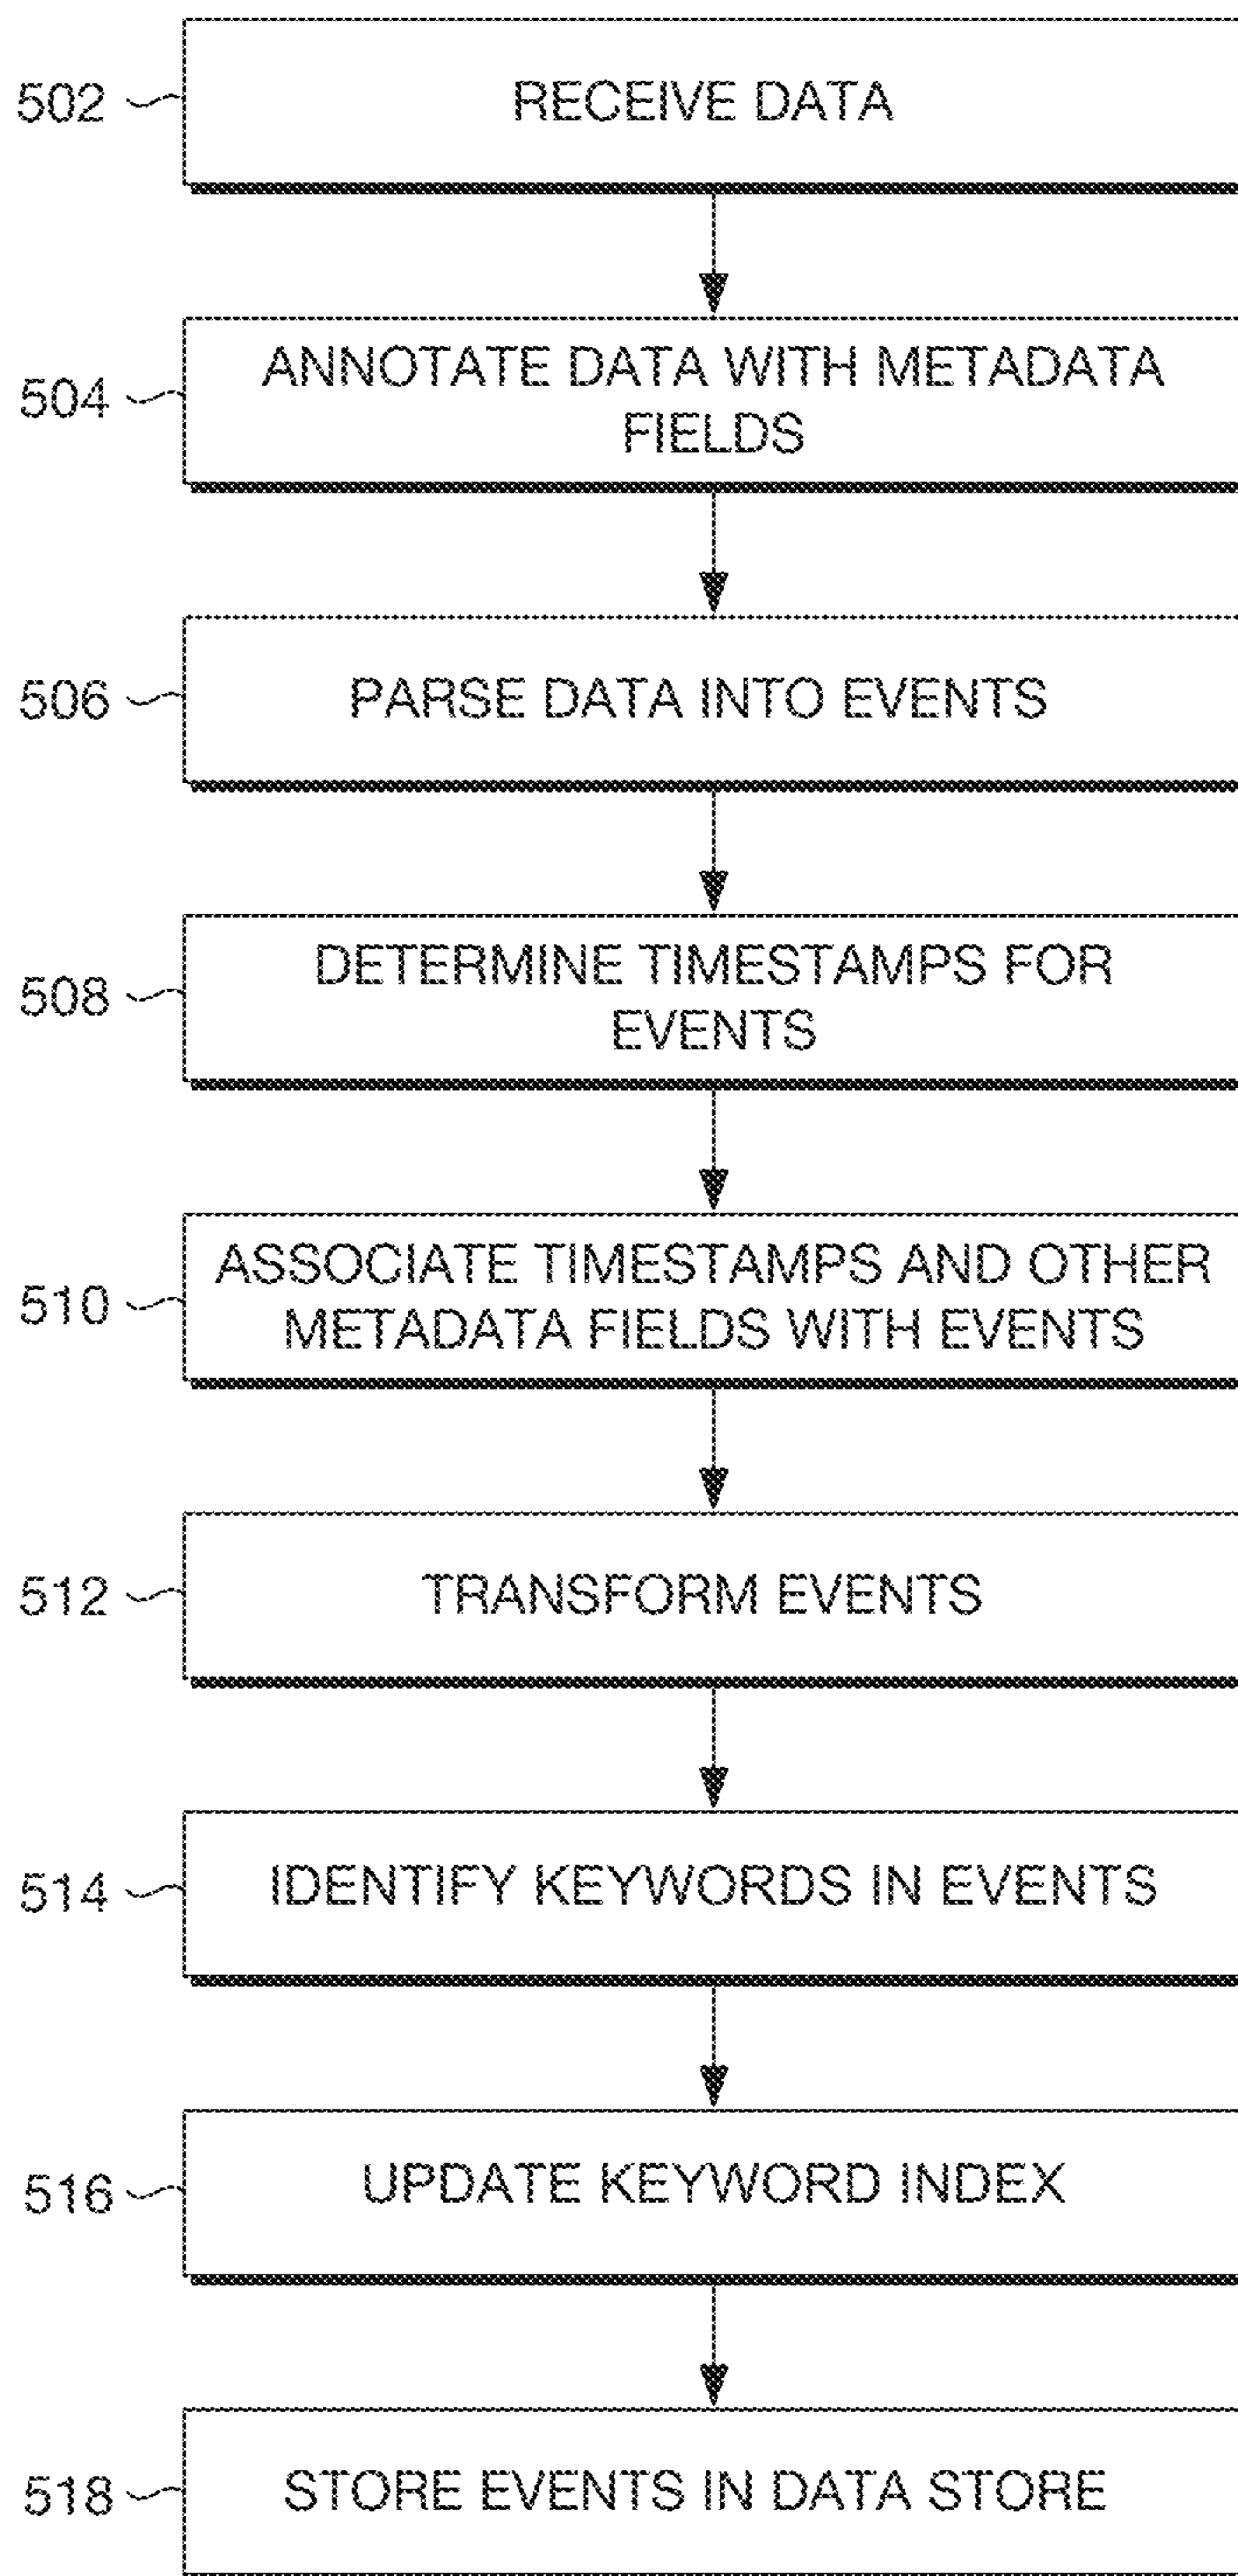 502
RECEIVE DATA
504
ANNOTATE DATA WITH METADATA
FIELDS
506
PARSE DATA INTO EVENTS
508
DETERMINE TIMESTAMPS FOR
EVENTS
510
ASSOCIATE TIMESTAMPS AND OTHER
METADATA FIELDS WITH EVENTS
512
TRANSFORM EVENTS
514
IDENTIFY KEYWORDS IN EVENTS
516
UPDATE KEYWORD INDEX
518
STORE EVENTS IN DATA STORE